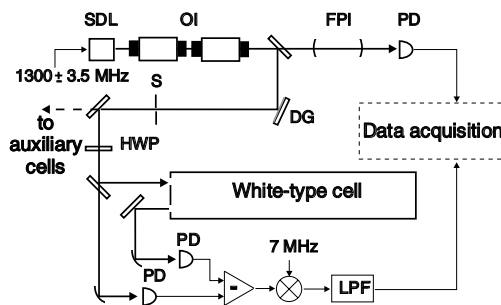 SDL OI FPI PD
1300 ± 3.5 MHz
S
DG
to
auxiliary
cells
HWP
Data acquisition
White-type cell
PD
7 MHz
PD
-
LPF